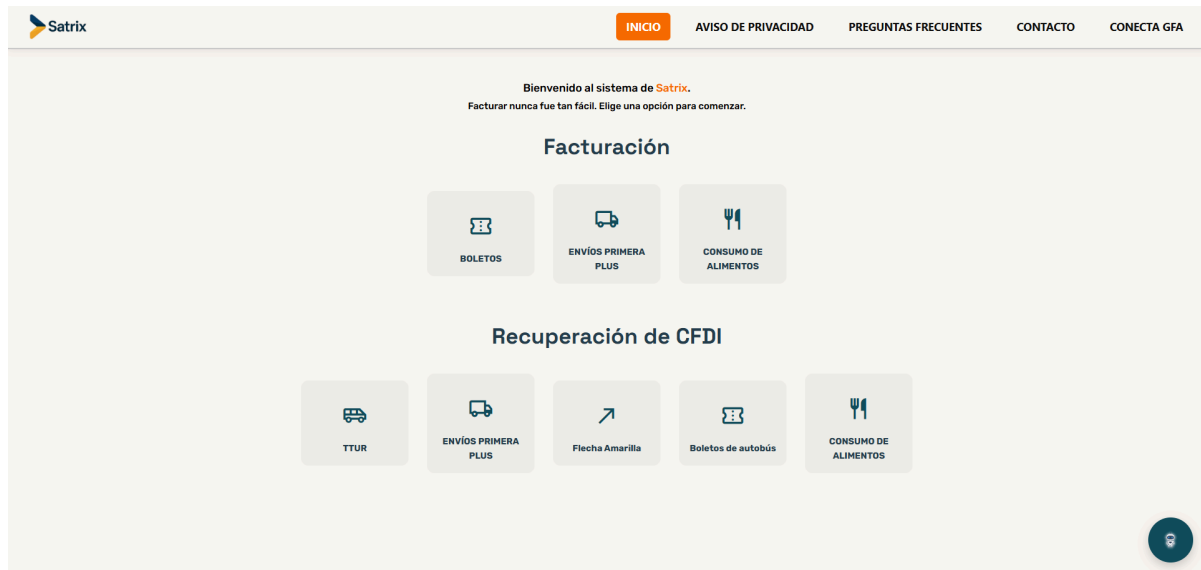 Satrix
INICIO
AVISO DE PRIVACIDAD
PREGUNTAS FRECUENTES
CONTACTO
CONECTA GFA
Bienvenido al sistema de Satrix.
Facturar nunca fue tan fácil. Elige una opción para comenzar.
Facturación
BOLETOS
ENVÍOS PRIMERA
PLUS
CONSUMO DE
ALIMENTOS
Recuperación de CFDI
TTUR
ENVÍOS PRIMERA
PLUS
Flecha Amarilla
Boletos de autobús
CONSUMO DE
ALIMENTOS